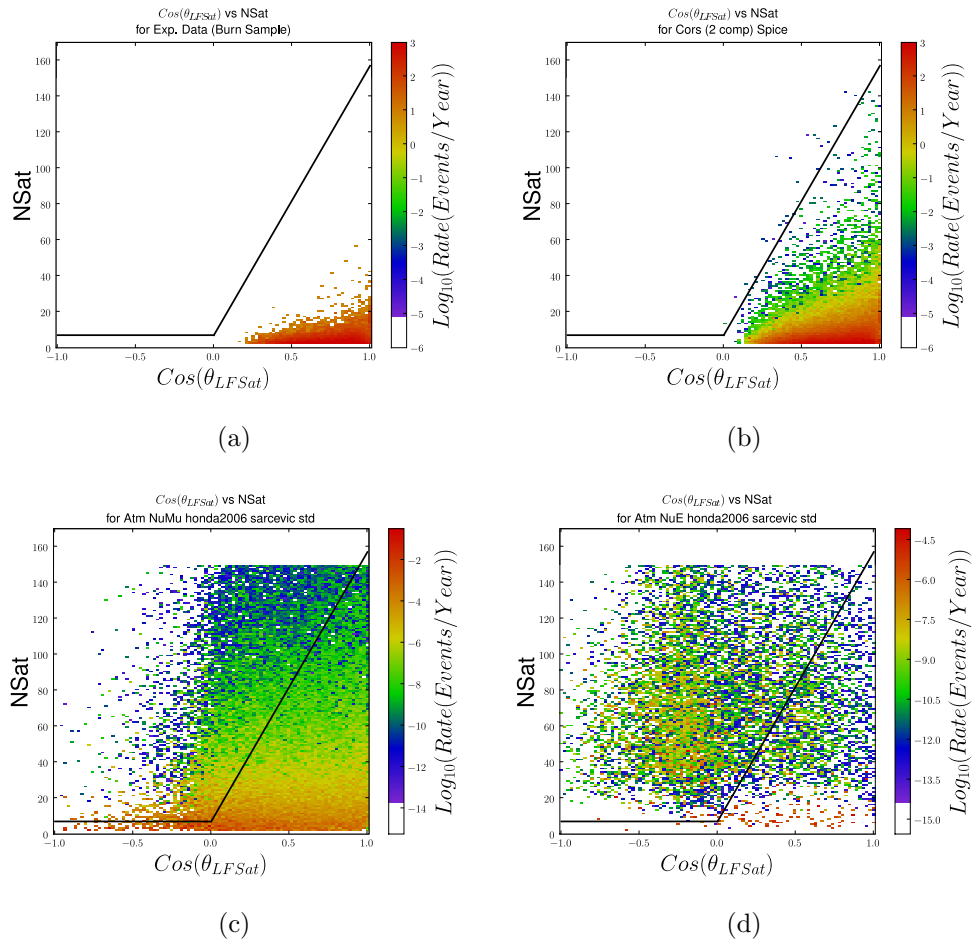 Cos(θ_LFSat) vs NSat
for Exp. Data (Burn Sample)
NSat
160
140
120
100
80
60
40
20
0
−1.0 −0.5 0.0 0.5 1.0
Cos(θ_LFSat)
3
2
1
0
−1
−2
−3
−4
−5
−6
Log₁₀(Rate(Events/Year))
(a)
Cos(θ_LFSat) vs NSat
for Cors (2 comp) Spice
NSat
160
140
120
100
80
60
40
20
0
−1.0 −0.5 0.0 0.5 1.0
Cos(θ_LFSat)
3
2
1
0
−1
−2
−3
−4
−5
−6
Log₁₀(Rate(Events/Year))
(b)
Cos(θ_LFSat) vs NSat
for Atm NuMu honda2006 sarcevic std
NSat
160
140
120
100
80
60
40
20
0
−1.0 −0.5 0.0 0.5 1.0
Cos(θ_LFSat)
−2
−4
−6
−8
−10
−12
−14
Log₁₀(Rate(Events/Year))
(c)
Cos(θ_LFSat) vs NSat
for Atm NuE honda2006 sarcevic std
NSat
160
140
120
100
80
60
40
20
0
−1.0 −0.5 0.0 0.5 1.0
Cos(θ_LFSat)
−4.5
−6.0
−7.5
−9.0
−10.5
−12.0
−13.5
−15.0
Log₁₀(Rate(Events/Year))
(d)